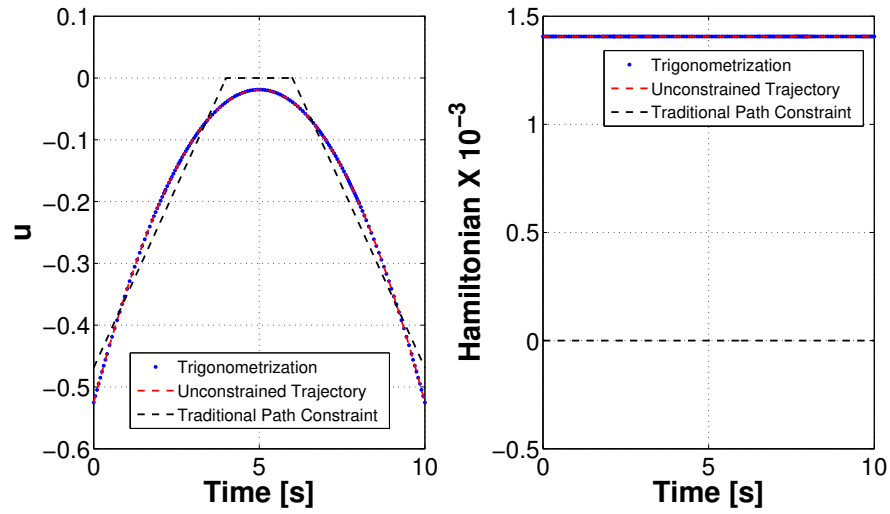 0.1
0
−0.1
−0.2
−0.3
−0.4
−0.5
−0.6
u
Trigonometrization
Unconstrained Trajectory
Traditional Path Constraint
0
5
10
Time [s]
1.5
1
0.5
0
−0.5
Hamiltonian X 10⁻³
Trigonometrization
Unconstrained Trajectory
Traditional Path Constraint
0
5
10
Time [s]